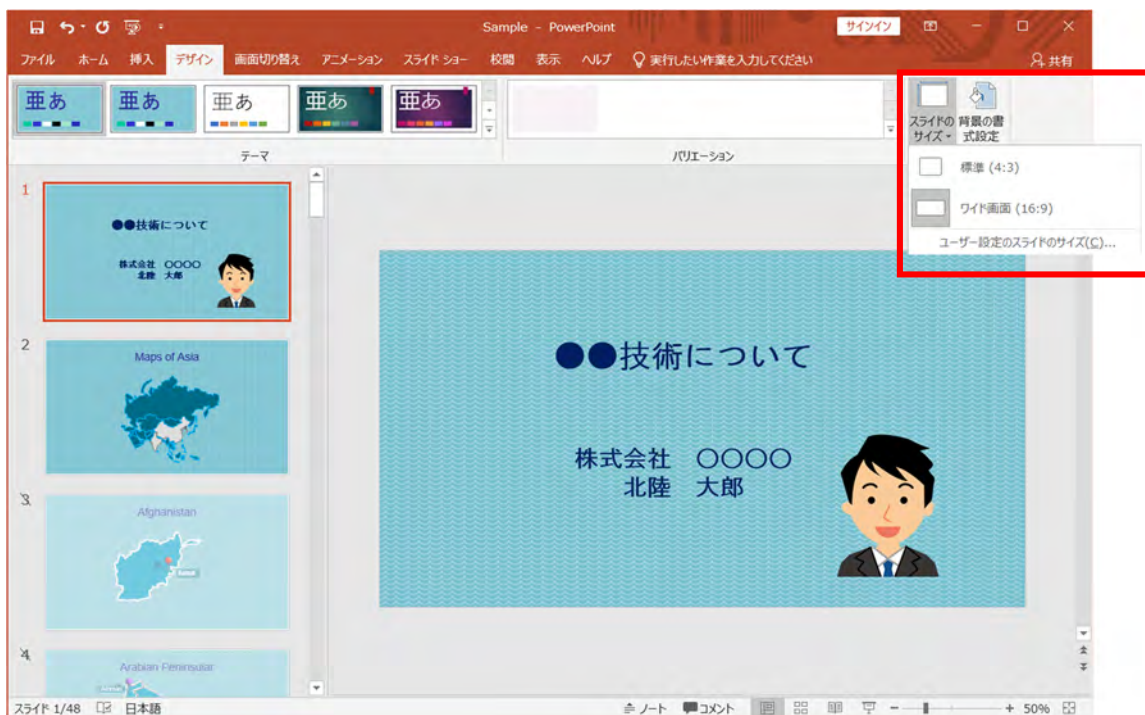 Sample - PowerPoint
サインイン
ファイル ホーム 挿入 デザイン 画面切り替え アニメーション スライド ショー 校閲 表示 ヘルプ 実行したい作業を入力してください 共有
亜あ 亜あ 亜あ 亜あ 亜あ
テーマ
バリエーション
スライドの
サイズ
背景の書
式設定
標準 (4:3)
ワイド画面 (16:9)
ユーザー設定のスライドのサイズ(C)...
1
●●技術について
株式会社 〇〇〇〇
北陸 太郎
2
Maps of Asia
3
Afghanistan
4
Arabian Peninsular
●●技術について
株式会社 〇〇〇〇
北陸 大郎
スライド 1/48 日本語 ノート コメント 50%